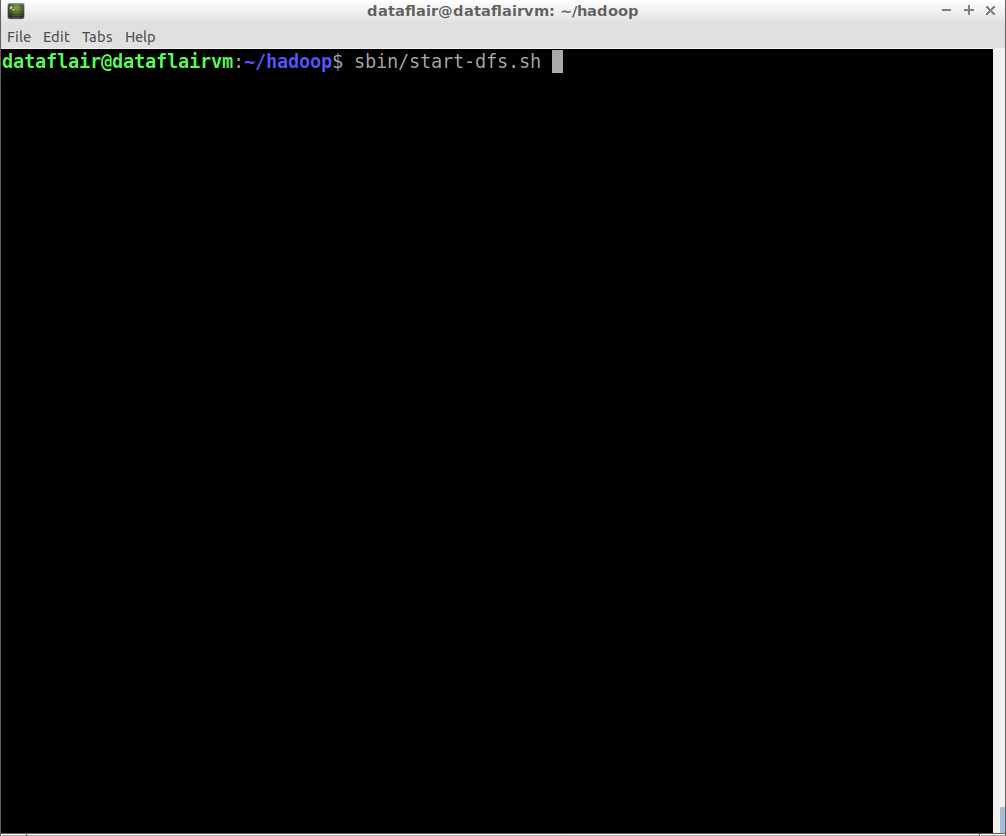 dataflair@dataflairvm: ~/hadoop
File Edit Tabs Help
dataflair@dataflairvm:~/hadoop$ sbin/start-dfs.sh